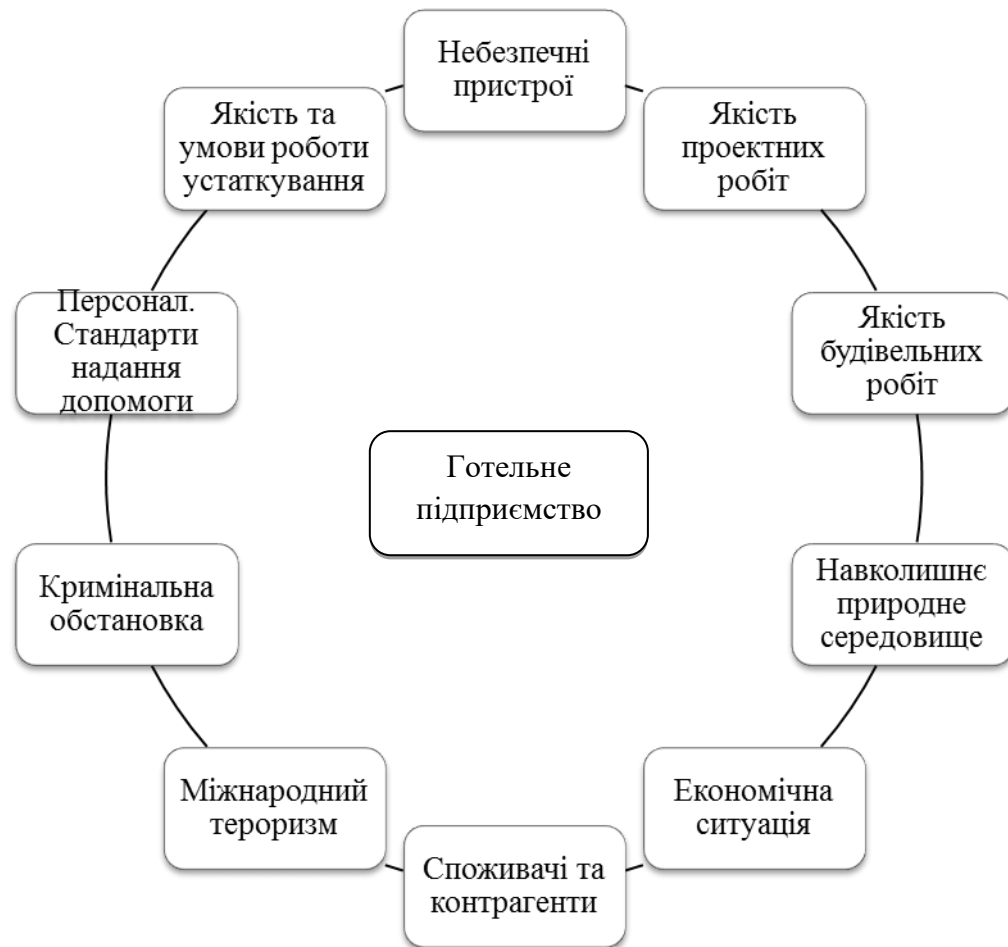 Небезпечні
пристрої
Якість та
умови роботи
устаткування
Якість
проектних
робіт
Персонал.
Стандарти
надання
допомоги
Якість
будівельних
робіт
Готельне
підприємство
Кримінальна
обстановка
Навколишнє
природне
середовище
Міжнародний
тероризм
Економічна
ситуація
Споживачі та
контрагенти